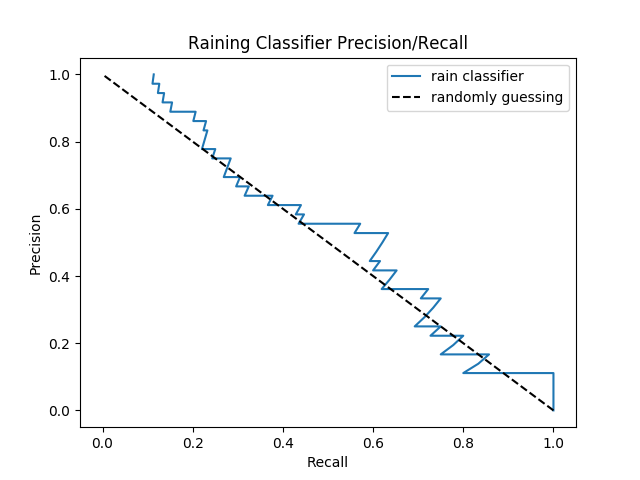 Raining Classifier Precision/Recall
rain classifier
randomly guessing
Precision
1.0
0.8
0.6
0.4
0.2
0.0
0.0 0.2 0.4 0.6 0.8 1.0
Recall